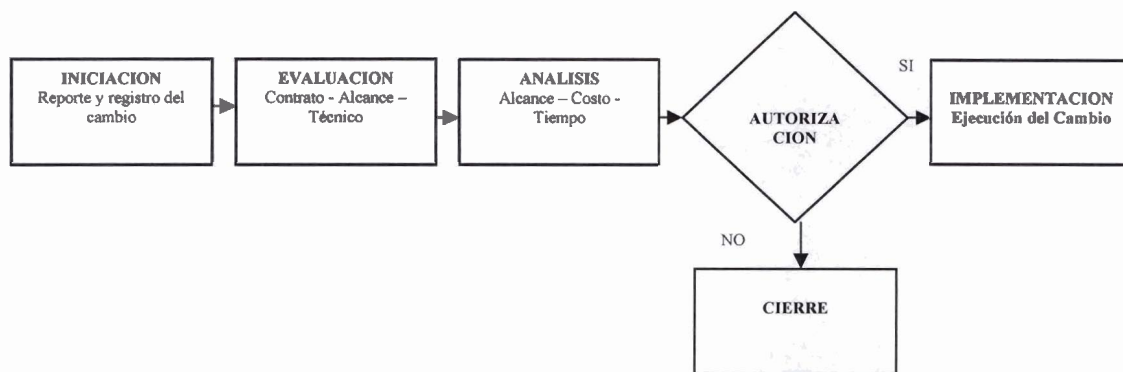 INICIACION
Reporte y registro del
cambio
EVALUACION
Contrato - Alcance –
Técnico
ANALISIS
Alcance – Costo -
Tiempo
AUTORIZA
CION
SI
IMPLEMENTACION
Ejecución del Cambio
NO
CIERRE